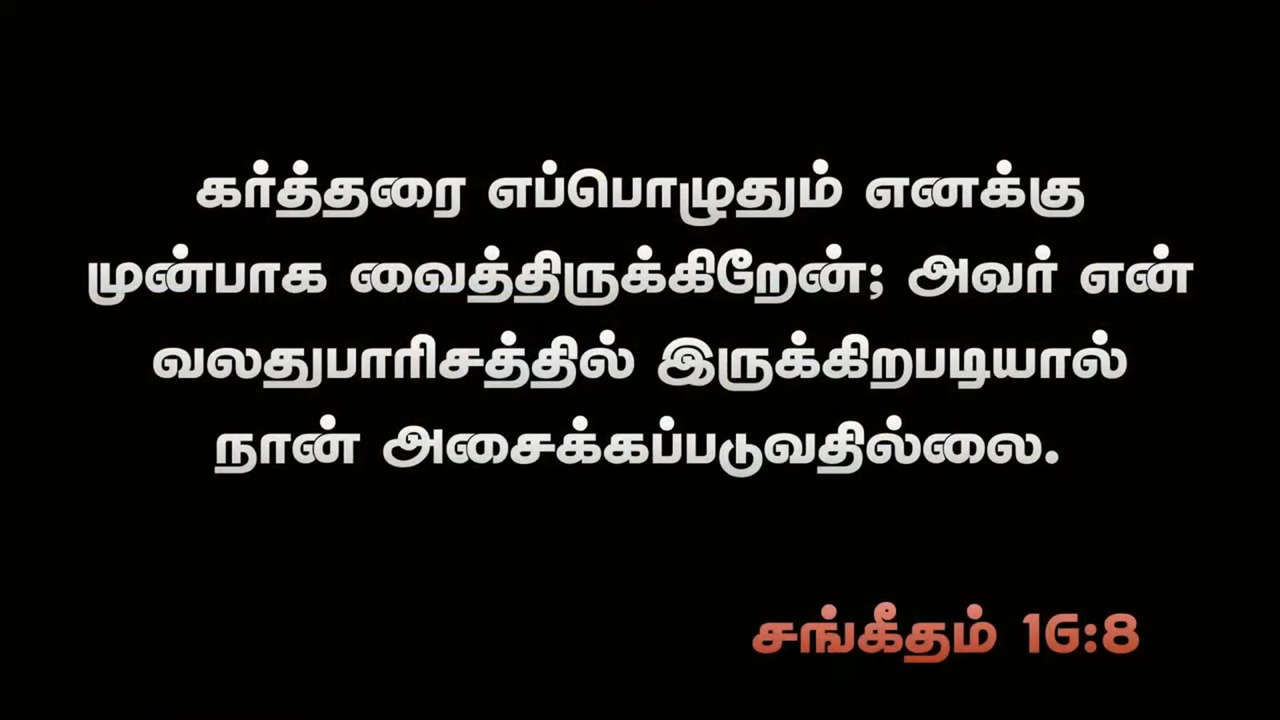 கர்த்தரை எப்பொழுதும் எனக்கு
முன்பாக வைத்திருக்கிறேன்; அவர் என்
வலதுபாரிசத்தில் இருக்கிறபடியால்
நான் அசைக்கப்படுவதில்லை.
சங்கீதம் 16:8